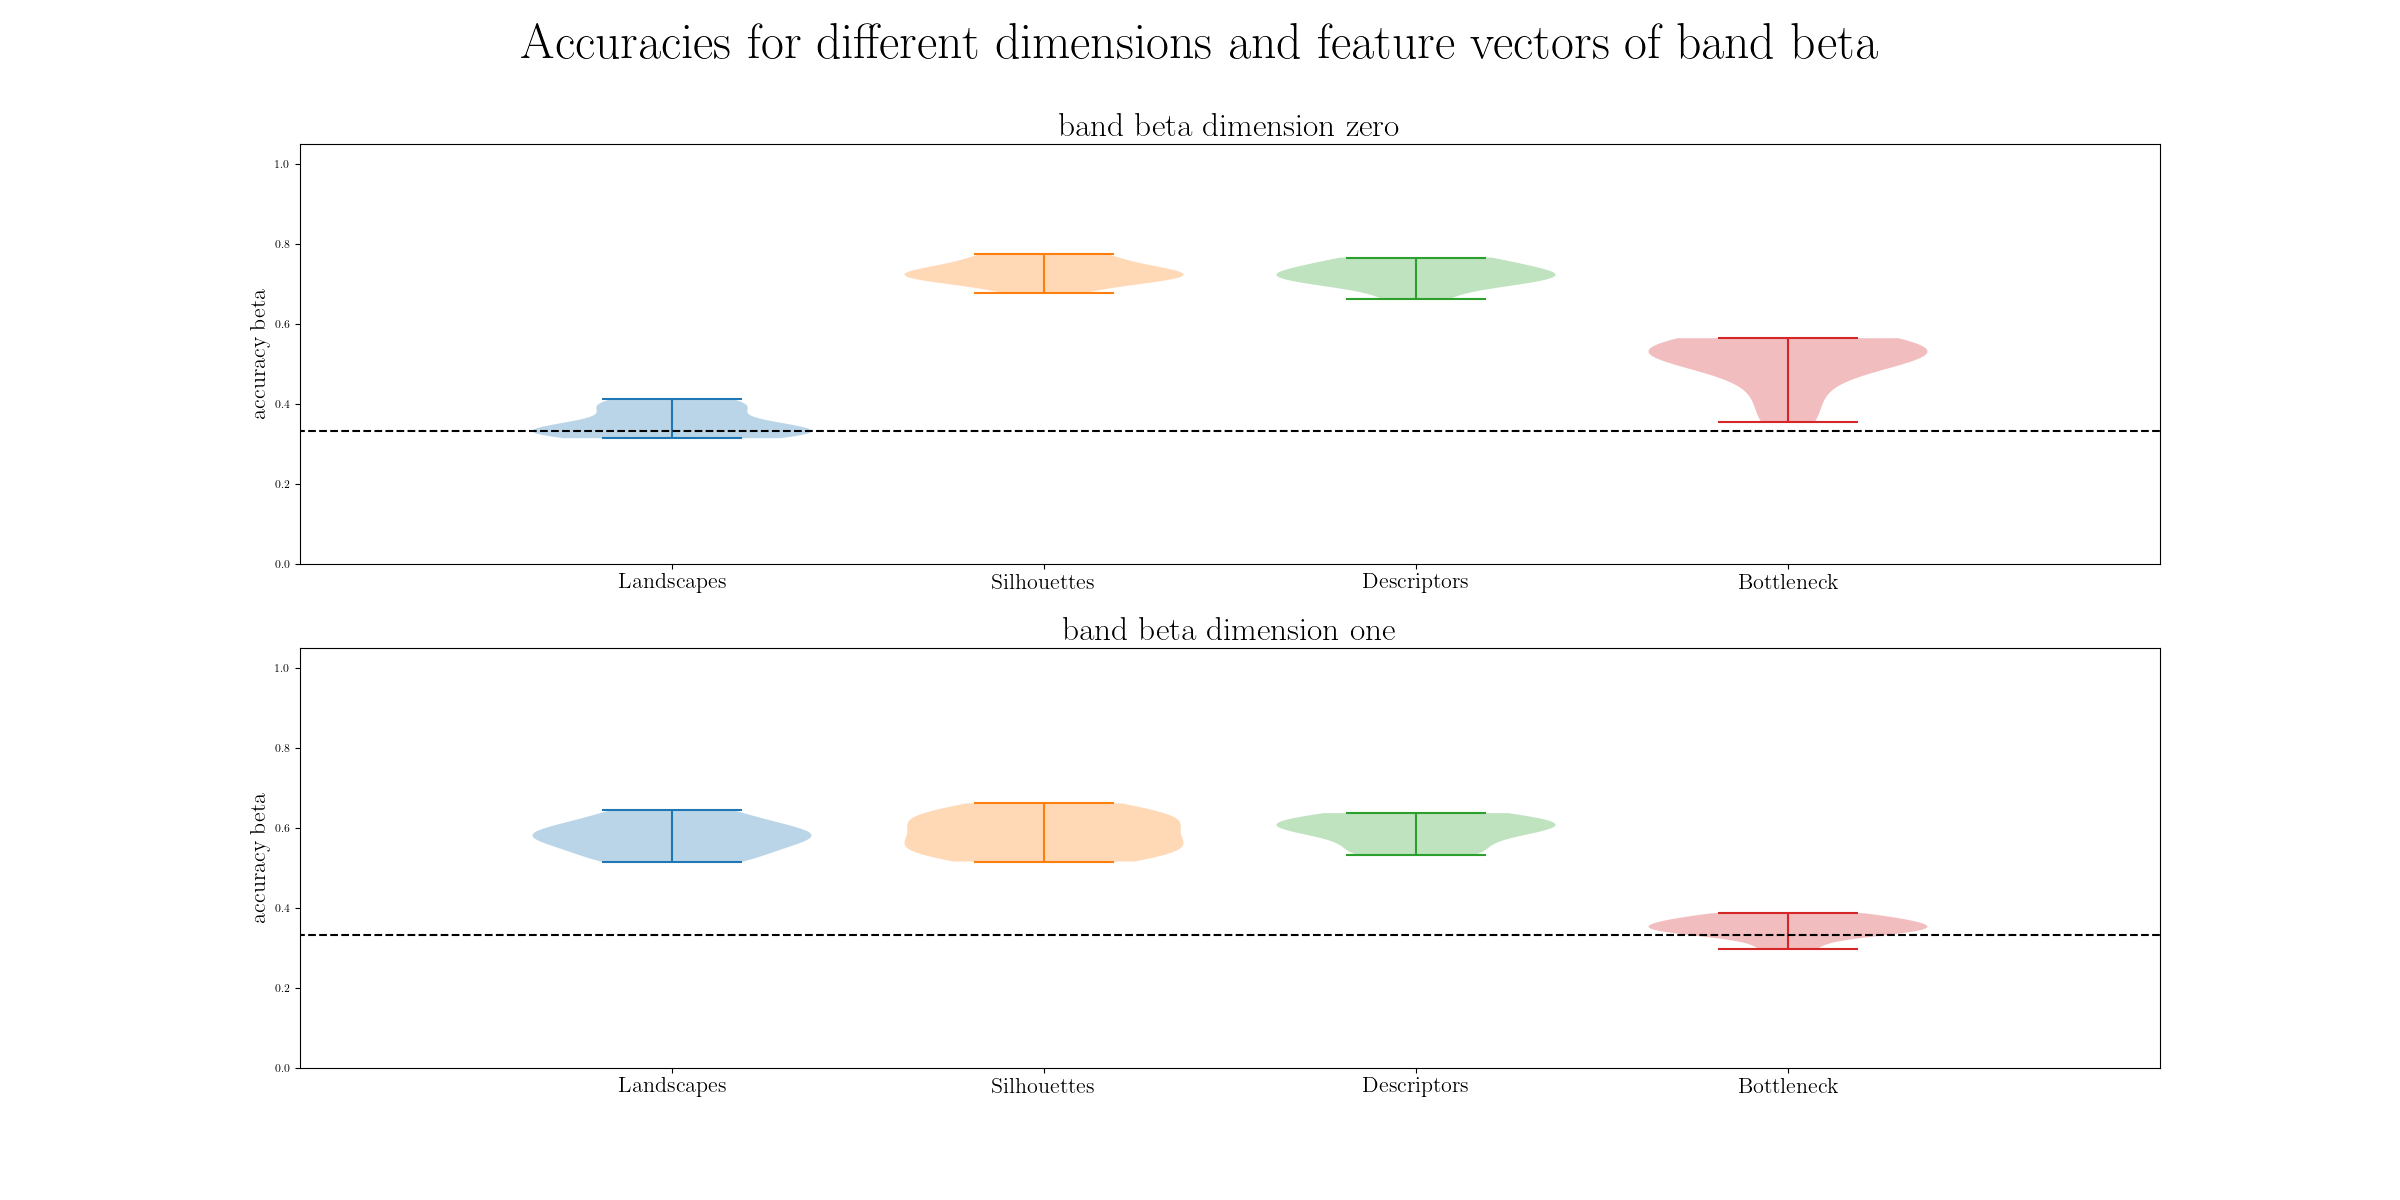 Accuracies for different dimensions and feature vectors of band beta
band beta dimension zero
accuracy beta
1.0
0.8
0.6
0.4
0.2
0.0
Landscapes Silhouettes Descriptors Bottleneck
band beta dimension one
accuracy beta
1.0
0.8
0.6
0.4
0.2
0.0
Landscapes Silhouettes Descriptors Bottleneck